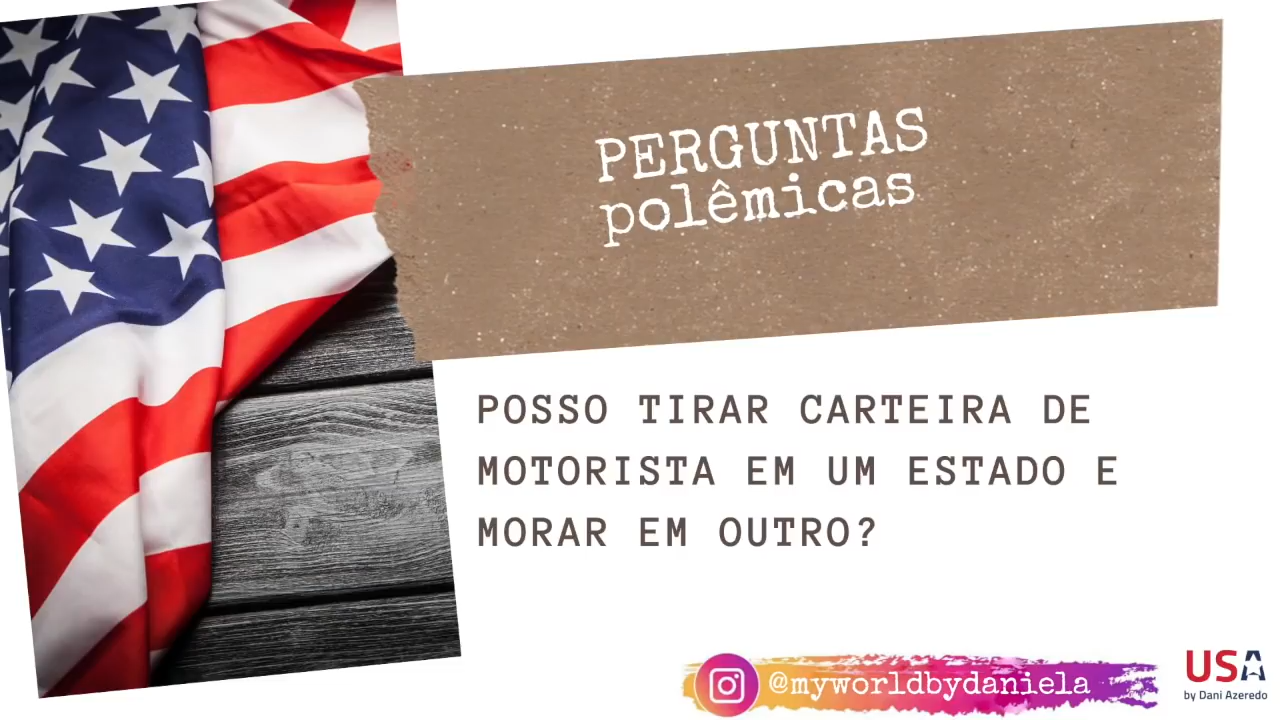 PERGUNTAS
polêmicas
POSSO TIRAR CARTEIRA DE
MOTORISTA EM UM ESTADO E
MORAR EM OUTRO?
@myworldbydaniela
USA
by Dani Azeredo